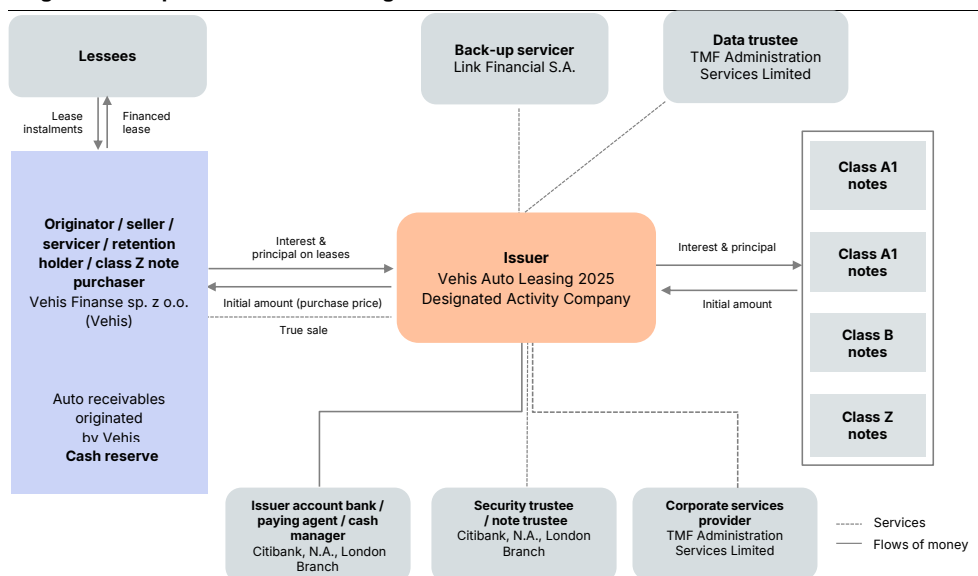 Lessees
Back-up servicer
Link Financial S.A.
Data trustee
TMF Administration
Services Limited
Lease
instalments
Financed
lease
Originator / seller /
servicer / retention
holder / class Z note
purchaser
Vehis Finanse sp. z o.o.
(Vehis)
Auto receivables
originated
by Vehis
Cash reserve
Interest &
principal on leases
Initial amount (purchase price)
True sale
Issuer
Vehis Auto Leasing 2025
Designated Activity Company
Interest & principal
Initial amount
Class A1
notes
Class A1
notes
Class B
notes
Class Z
notes
Issuer account bank /
paying agent / cash
manager
Citibank, N.A., London
Branch
Security trustee
/ note trustee
Citibank, N.A., London
Branch
Corporate services
provider
TMF Administration
Services Limited
Services
Flows of money